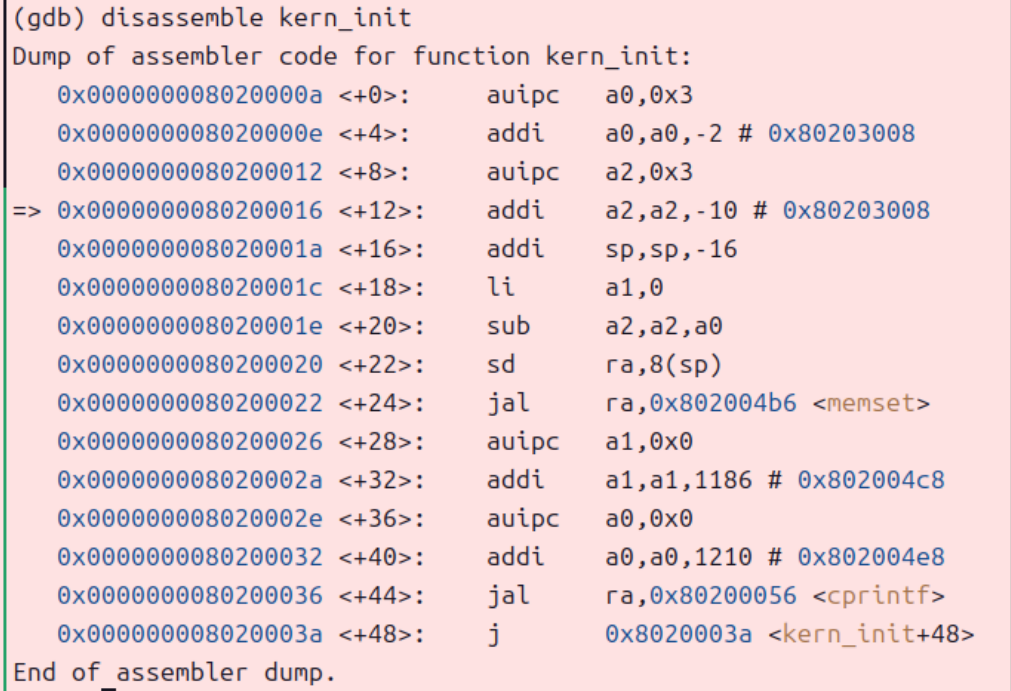 (gdb) disassemble kern_init
Dump of assembler code for function kern_init:
   0x000000008020000a <+0>:	auipc	a0,0x3
   0x000000008020000e <+4>:	addi	a0,a0,-2 # 0x80203008
   0x0000000080200012 <+8>:	auipc	a2,0x3
=> 0x0000000080200016 <+12>:	addi	a2,a2,-10 # 0x80203008
   0x000000008020001a <+16>:	addi	sp,sp,-16
   0x000000008020001c <+18>:	li	a1,0
   0x000000008020001e <+20>:	sub	a2,a2,a0
   0x0000000080200020 <+22>:	sd	ra,8(sp)
   0x0000000080200022 <+24>:	jal	ra,0x802004b6 <memset>
   0x0000000080200026 <+28>:	auipc	a1,0x0
   0x000000008020002a <+32>:	addi	a1,a1,1186 # 0x802004c8
   0x000000008020002e <+36>:	auipc	a0,0x0
   0x0000000080200032 <+40>:	addi	a0,a0,1210 # 0x802004e8
   0x0000000080200036 <+44>:	jal	ra,0x80200056 <cprintf>
   0x000000008020003a <+48>:	j	0x8020003a <kern_init+48>
End of assembler dump.